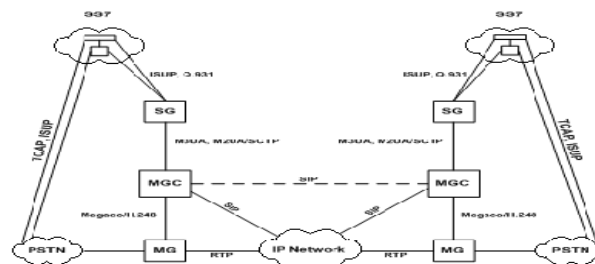 SS7
SS7
ISUP, Q.931
ISUP, Q.931
SG
SG
TCAP, ISUP
TCAP, ISUP
M3UA, M2UA/SCTP
M3UA, M2UA/SCTP
MGC
SIP
MGC
Megaco/H.248
SIP
SIP
Megaco/H.248
PSTN
MG
RTP
IP Network
RTP
MG
PSTN